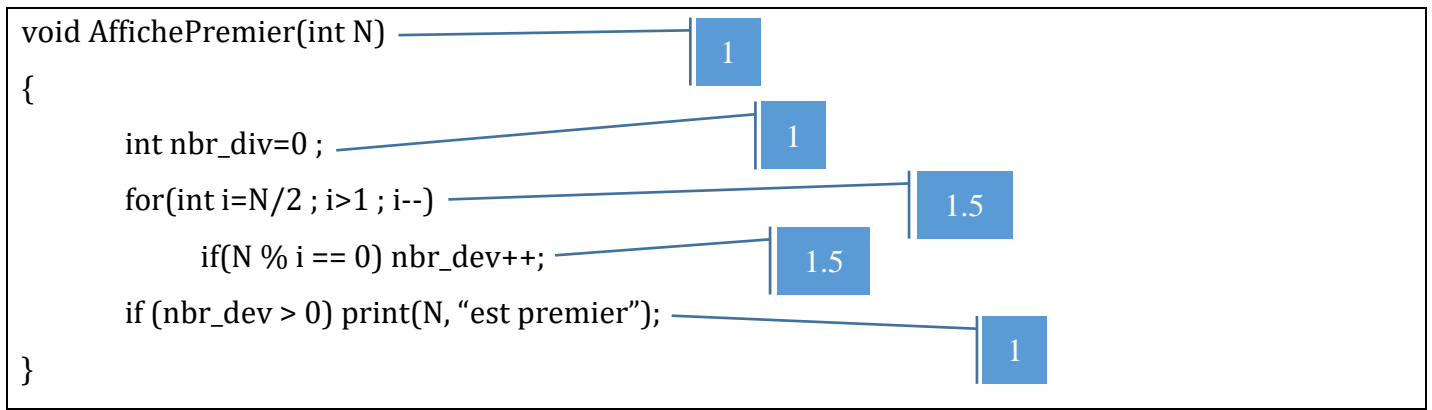 void AffichePremier(int N)
1
{
int nbr_div=0 ;
1
for(int i=N/2 ; i>1 ; i--)
1.5
if(N % i == 0) nbr_dev++;
1.5
if (nbr_dev > 0) print(N, “est premier”);
1
}